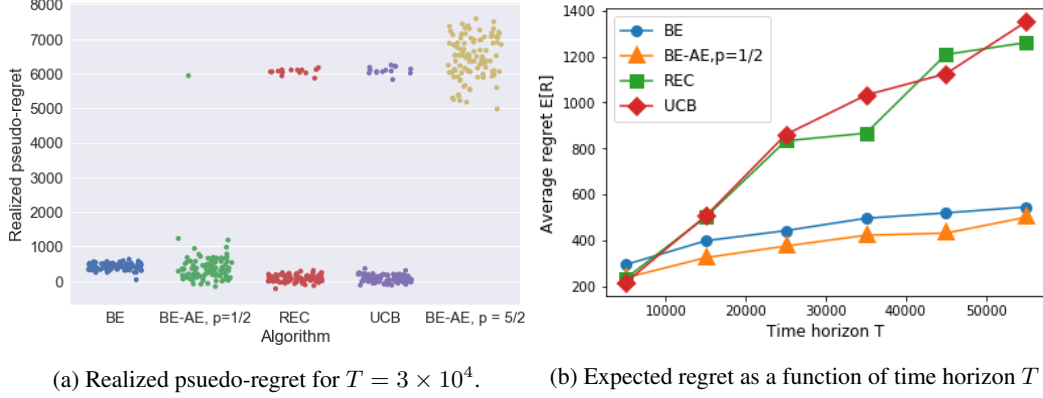 8000
7000
6000
5000
4000
3000
2000
1000
0
Realized pseudo-regret
BE
BE-AE, p=1/2
REC
UCB
BE-AE, p = 5/2
Algorithm
(a) Realized psuedo-regret for T = 3 × 10⁴.
1400
1200
1000
800
600
400
200
Average regret E[R]
BE
BE-AE,p=1/2
REC
UCB
10000
20000
30000
40000
50000
Time horizon T
(b) Expected regret as a function of time horizon T